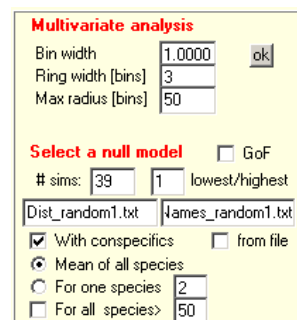 Multivariate analysis
Bin width 1.0000 ok
Ring width [bins] 3
Max radius [bins] 50
Select a null model GoF
# sims: 39 1 lowest/highest
Dist_random1.txt ames_random1.txt
With conspecifics from file
Mean of all species
For one species 2
For all species> 50